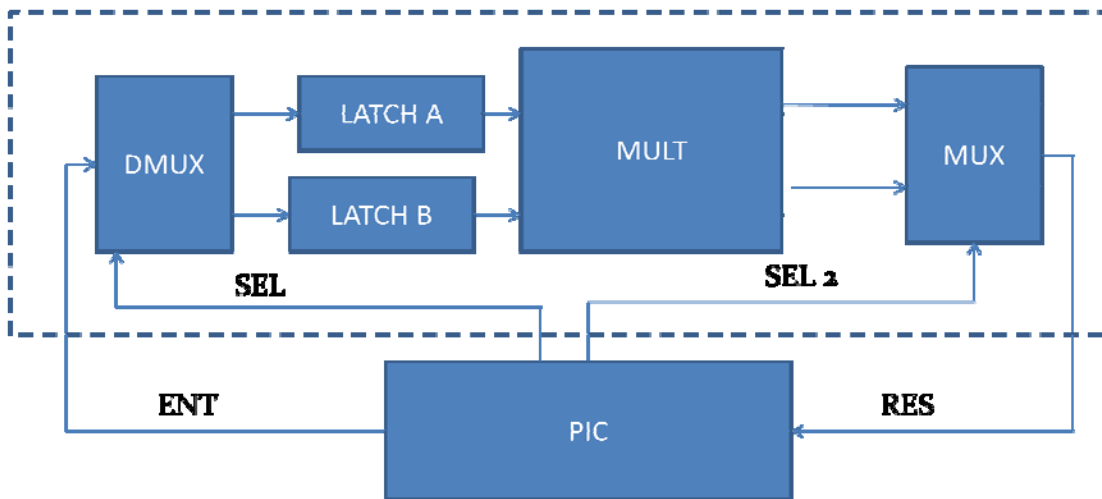 DMUX
LATCH A
LATCH B
MULT
MUX
SEL
SEL 2
ENT
PIC
RES